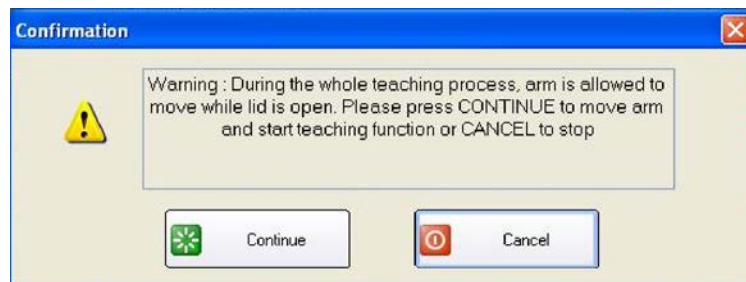 Confirmation
Warning : During the whole teaching process, arm is allowed to
move while lid is open. Please press CONTINUE to move arm
and start teaching function or CANCEL to stop
Continue
Cancel